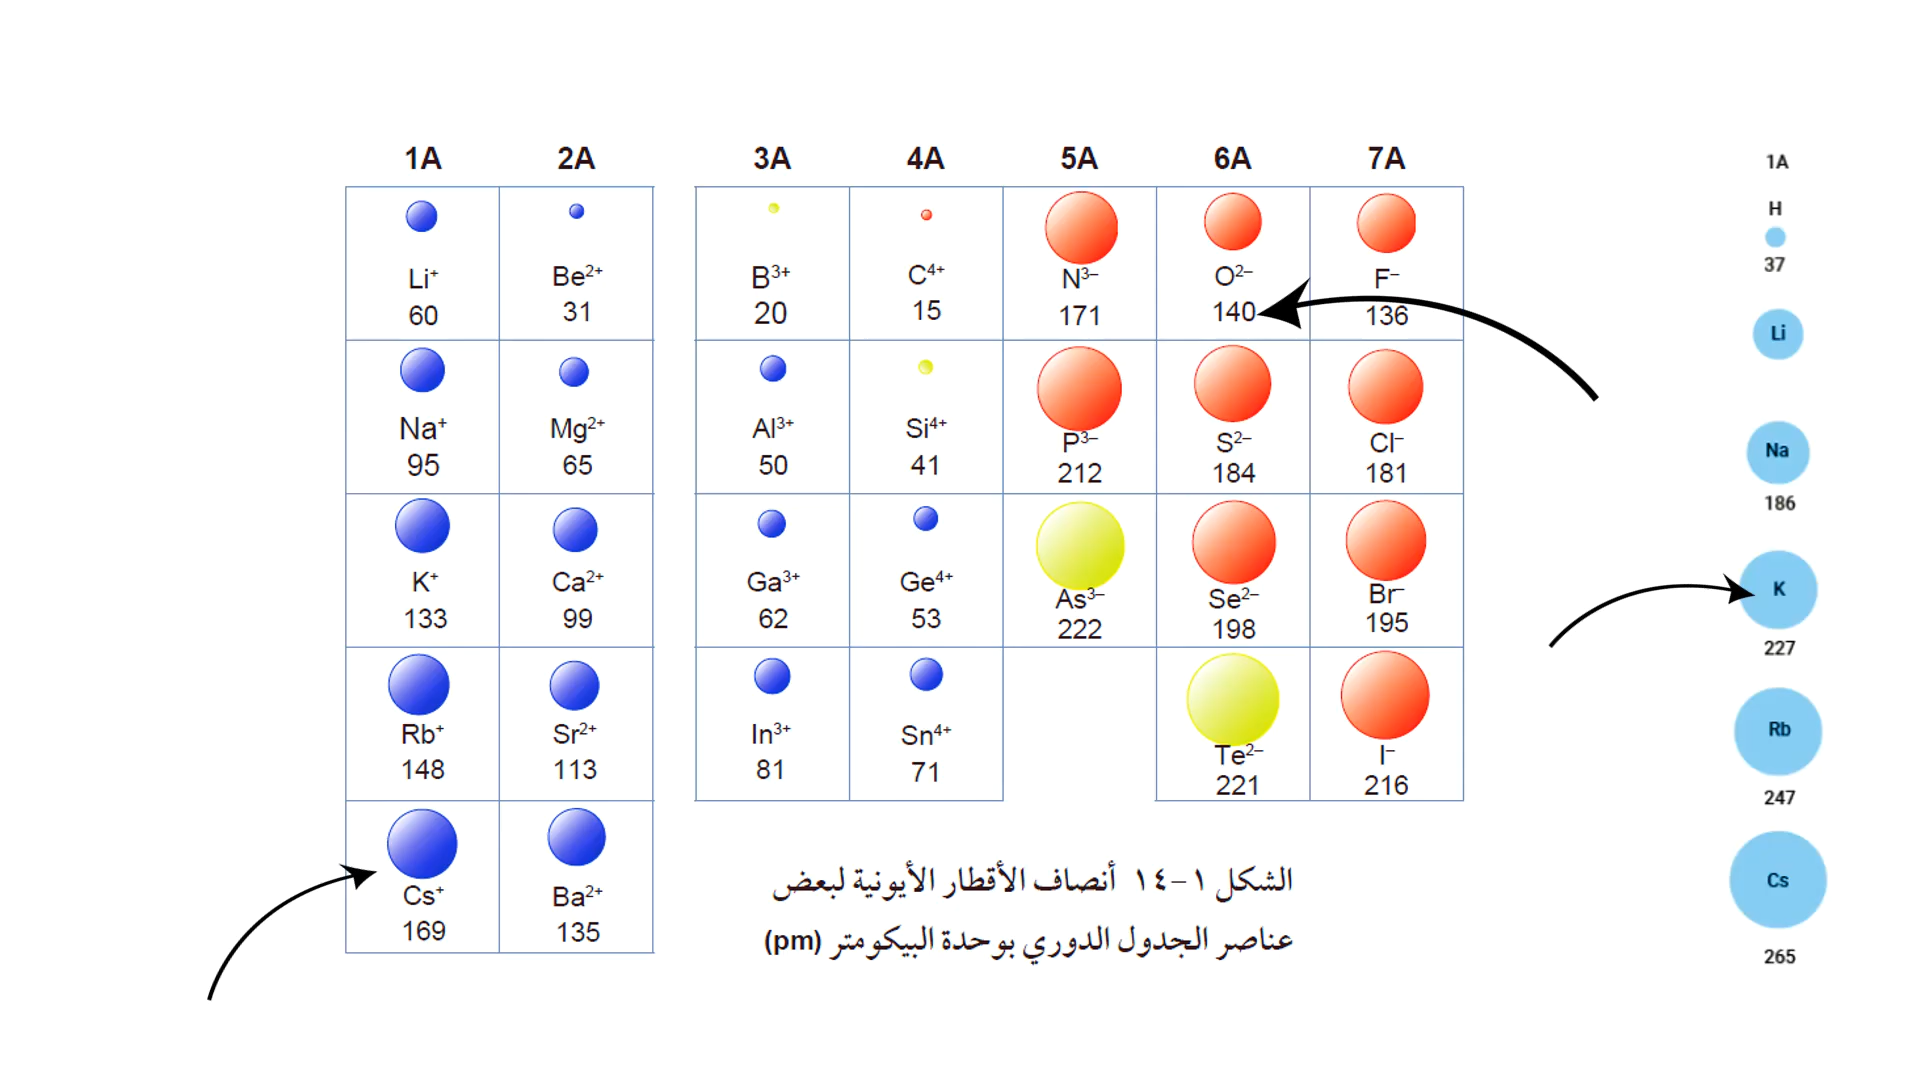 1A 2A 3A 4A 5A 6A 7A
Li⁺ Be²⁺ B³⁺ C⁴⁺ N³⁻ O²⁻ F⁻
60 31 20 15 171 140 136
Na⁺ Mg²⁺ Al³⁺ Si⁴⁺ P³⁻ S²⁻ Cl⁻
95 65 50 41 212 184 181
K⁺ Ca²⁺ Ga³⁺ Ge⁴⁺ As³⁻ Se²⁻ Br⁻
133 99 62 53 222 198 195
Rb⁺ Sr²⁺ In³⁺ Sn⁴⁺ Te²⁻ I⁻
148 113 81 71 221 216
Cs⁺ Ba²⁺
169 135
الشكل ١-١٤ أنصاف الأقطار الأيونية لبعض
عناصر الجدول الدوري بوحدة البيكومتر (pm)
1A
H
37
Li
Na
186
K
227
Rb
247
Cs
265